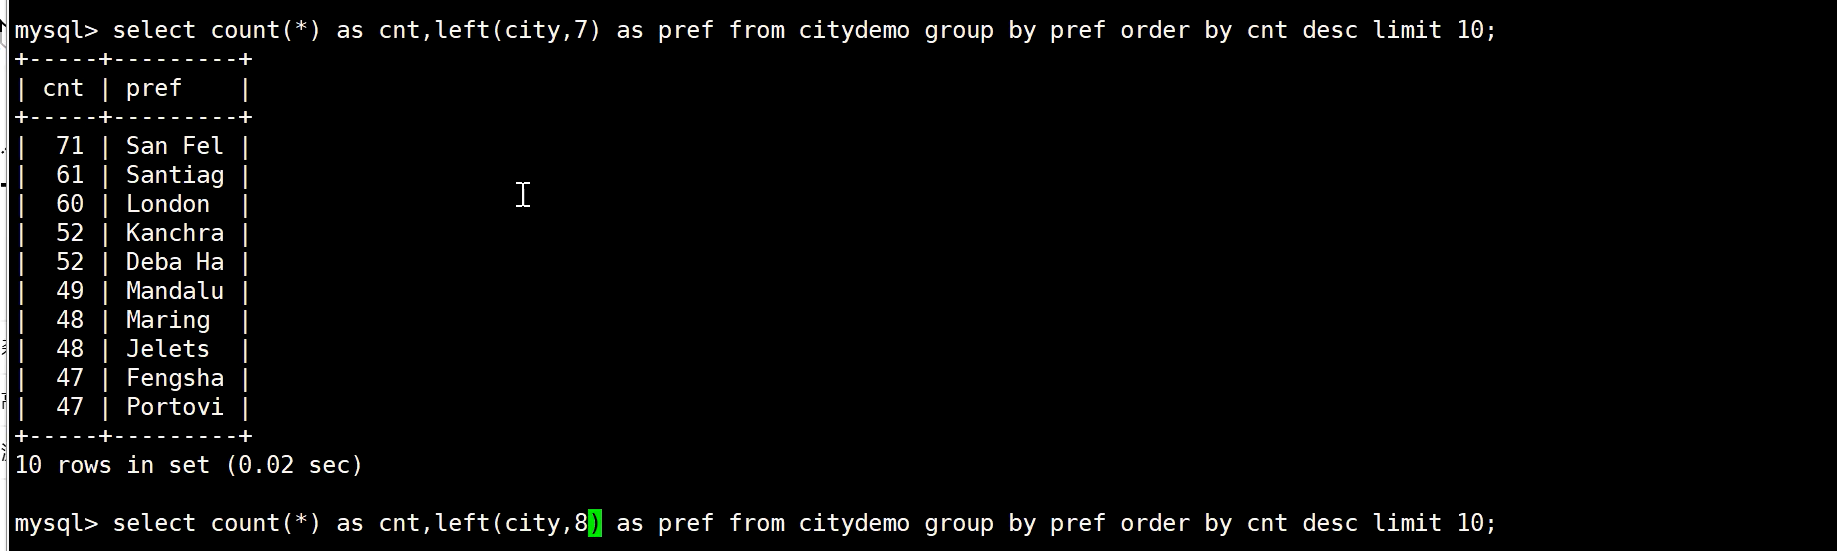 mysql> select count(*) as cnt,left(city,7) as pref from citydemo group by pref order by cnt desc limit 10;
+-----+---------+
| cnt | pref    |
+-----+---------+
|  71 | San Fel |
|  61 | Santiag |
|  60 | London  |
|  52 | Kanchra |
|  52 | Deba Ha |
|  49 | Mandalu |
|  48 | Maring  |
|  48 | Jelets  |
|  47 | Fengsha |
|  47 | Portovi |
+-----+---------+
10 rows in set (0.02 sec)
mysql> select count(*) as cnt,left(city,8) as pref from citydemo group by pref order by cnt desc limit 10;